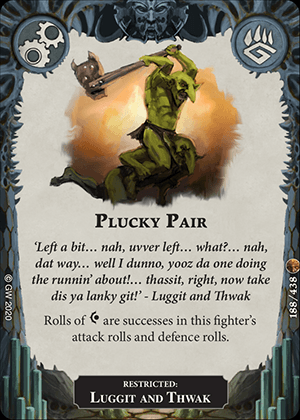 PLUCKY PAIR
‘Left a bit… nah, uvver left… what?… nah,
dat way… well I dunno, yooz da one doing
the runnin’ about!… thassit, right, now take
dis ya lanky git!’ - Luggit and Thwak
Rolls of are successes in this fighter’s
attack rolls and defence rolls.
RESTRICTED:
LUGGIT AND THWAK
© GW 2020
188/438